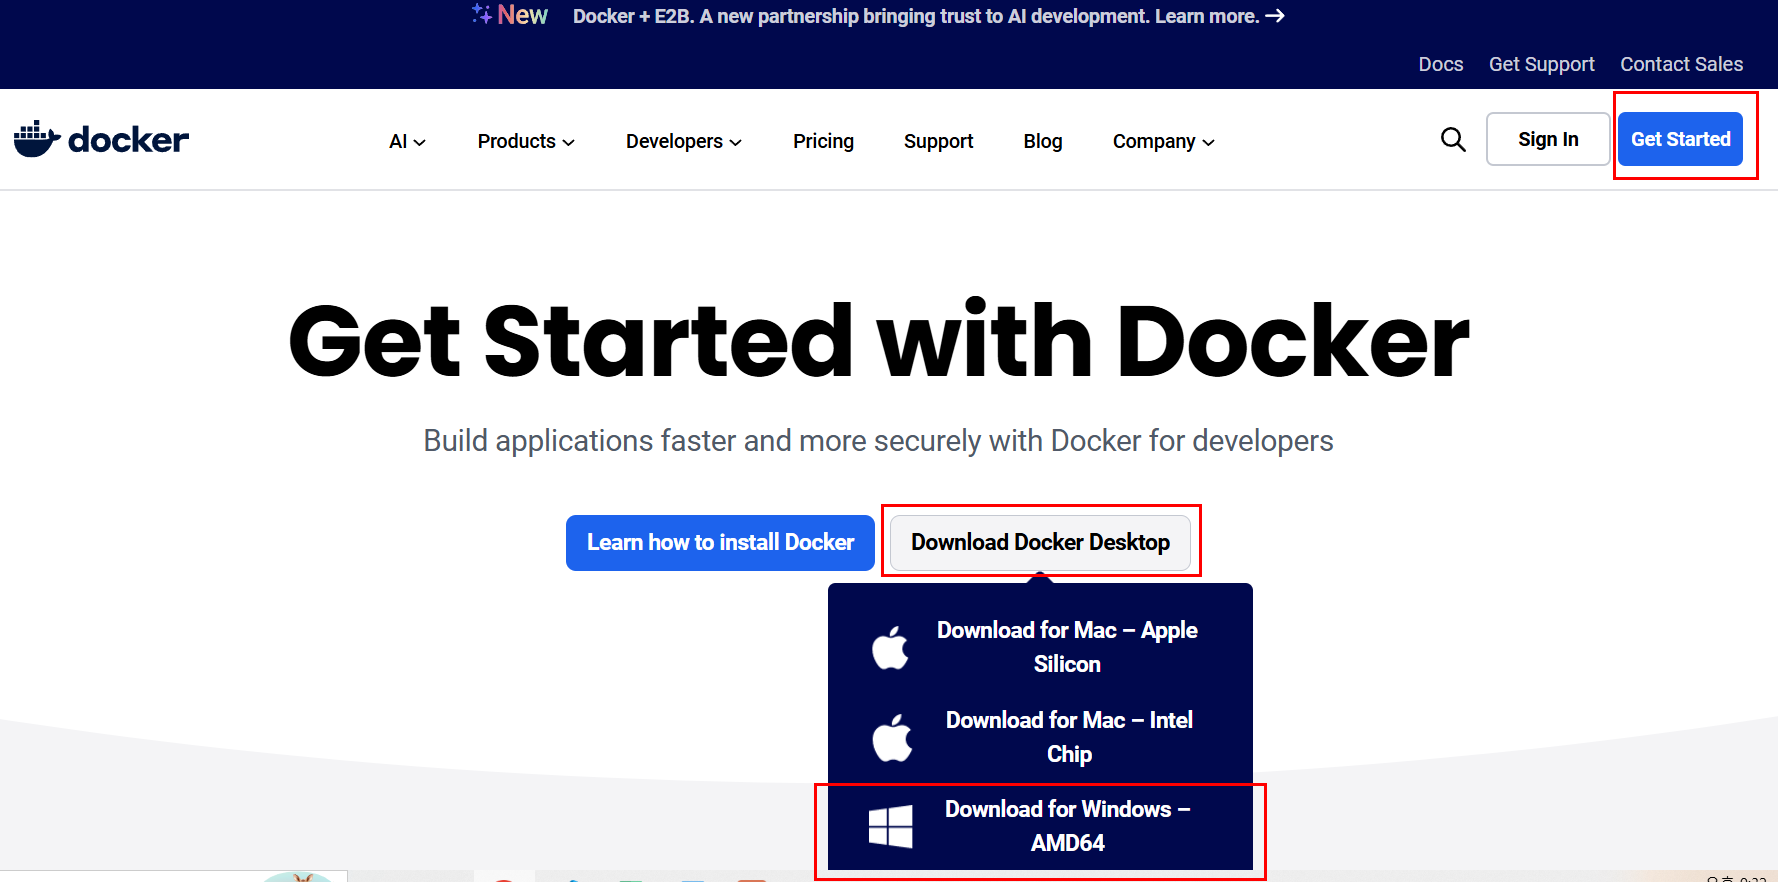 New Docker + E2B. A new partnership bringing trust to AI development. Learn more. →
Docs Get Support Contact Sales
docker AI Products Developers Pricing Support Blog Company Sign In Get Started
Get Started with Docker
Build applications faster and more securely with Docker for developers
Learn how to install Docker Download Docker Desktop
Download for Mac – Apple
Silicon
Download for Mac – Intel
Chip
Download for Windows –
AMD64